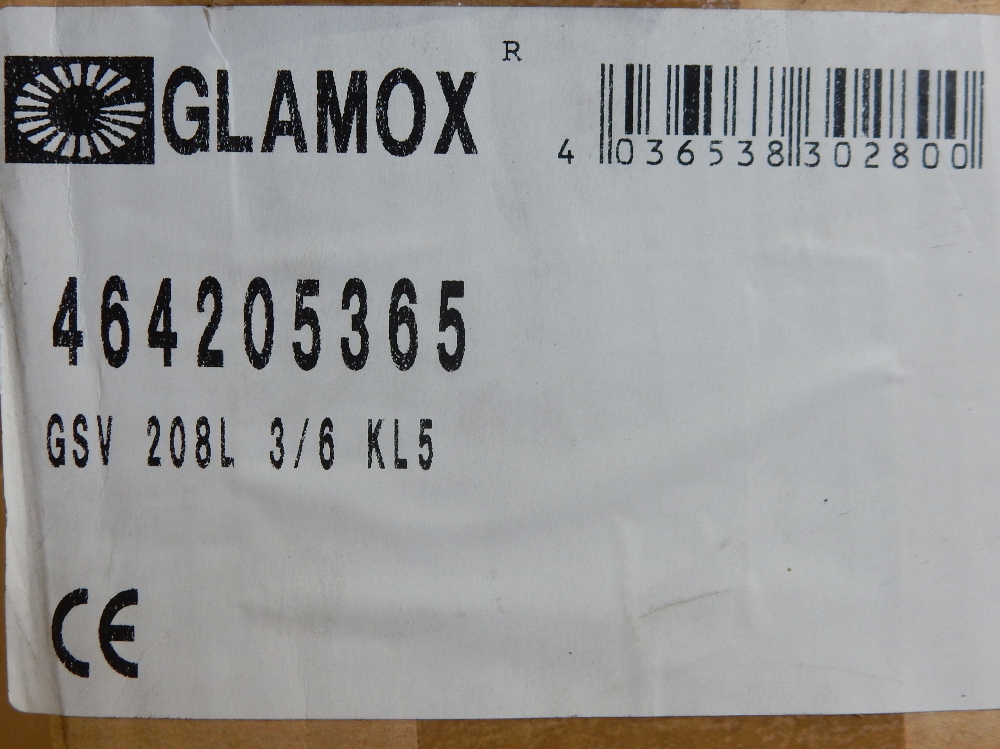 GLAMOX R
4 036538 302800
464205365
GSV 208L 3/6 KL5
CE